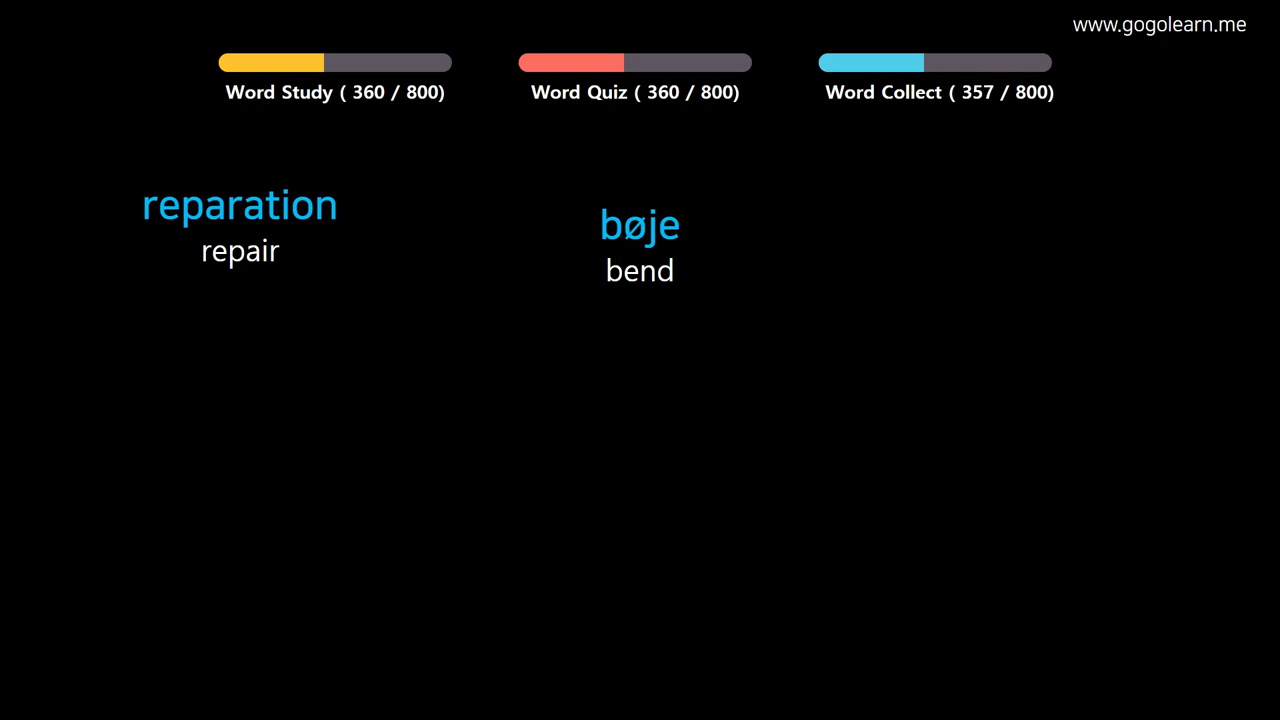 www.gogolearn.me
Word Study ( 360 / 800)
Word Quiz ( 360 / 800)
Word Collect ( 357 / 800)
reparation
repair
bøje
bend